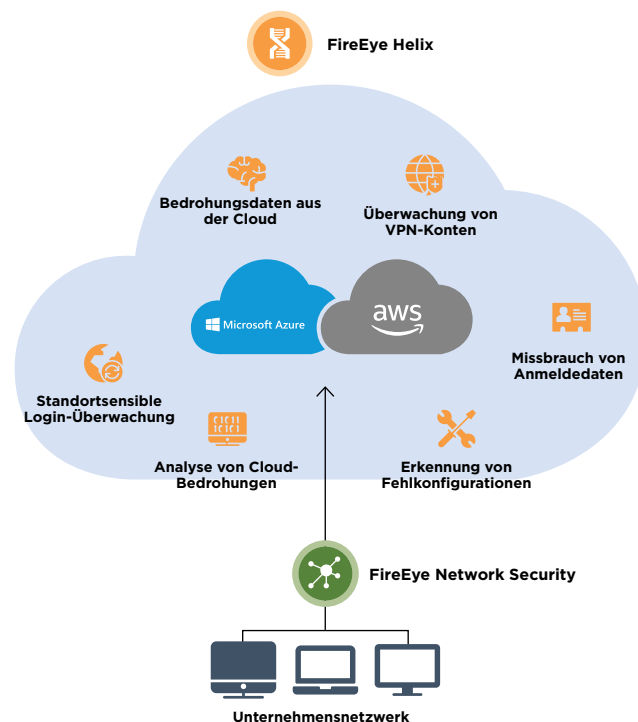 FireEye Helix
Bedrohungsdaten aus
der Cloud
Überwachung von
VPN-Konten
Microsoft Azure
aws
Missbrauch von
Anmeldedaten
Standortsensible
Login-Überwachung
Analyse von Cloud-
Bedrohungen
Erkennung von
Fehlkonfigurationen
FireEye Network Security
Unternehmensnetzwerk